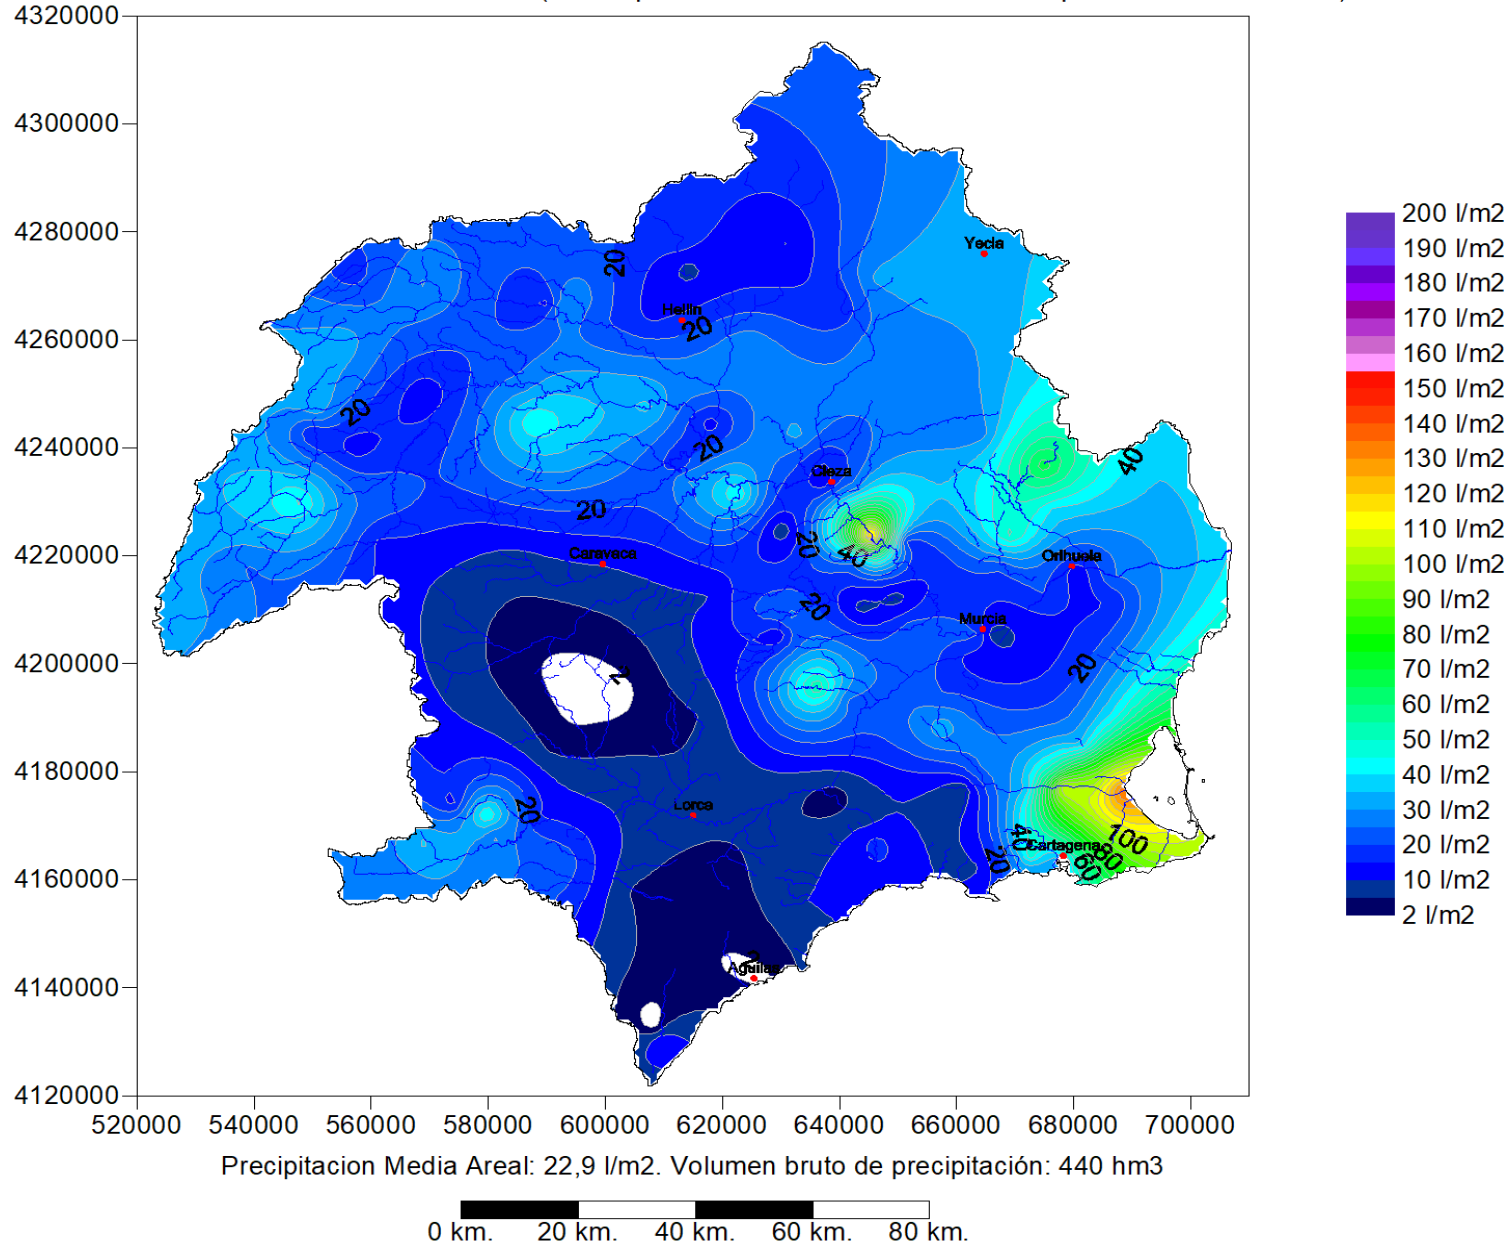 4320000
4300000
4280000
4260000
4240000
4220000
4200000
4180000
4160000
4140000
4120000
520000 540000 560000 580000 600000 620000 640000 660000 680000 700000
Yecla
20
Hellin
20
20
20
40
Cieza
20
20
40
Caravaca
Orihuela
20
Murcia
20
2
20
Lorca
40
100
Cartagena
80
60
20
2
Aguilas
200 l/m2
190 l/m2
180 l/m2
170 l/m2
160 l/m2
150 l/m2
140 l/m2
130 l/m2
120 l/m2
110 l/m2
100 l/m2
90 l/m2
80 l/m2
70 l/m2
60 l/m2
50 l/m2
40 l/m2
30 l/m2
20 l/m2
10 l/m2
2 l/m2
Precipitacion Media Areal: 22,9 l/m2. Volumen bruto de precipitación: 440 hm3
0 km. 20 km. 40 km. 60 km. 80 km.